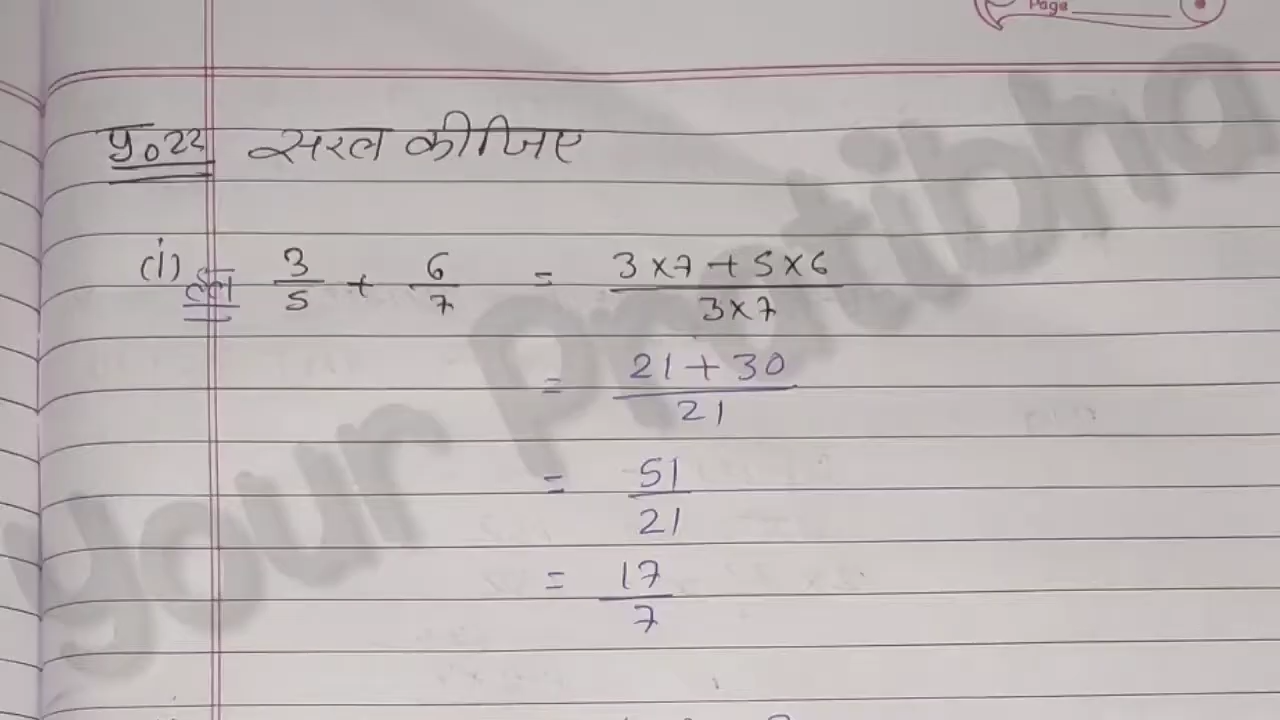 Page
प्र०22 सरल कीजिए
(i) हल 3/5 + 6/7 = 3×7+5×6/3×7
= 21+30/21
= 51/21
= 17/7
Your Pratibha